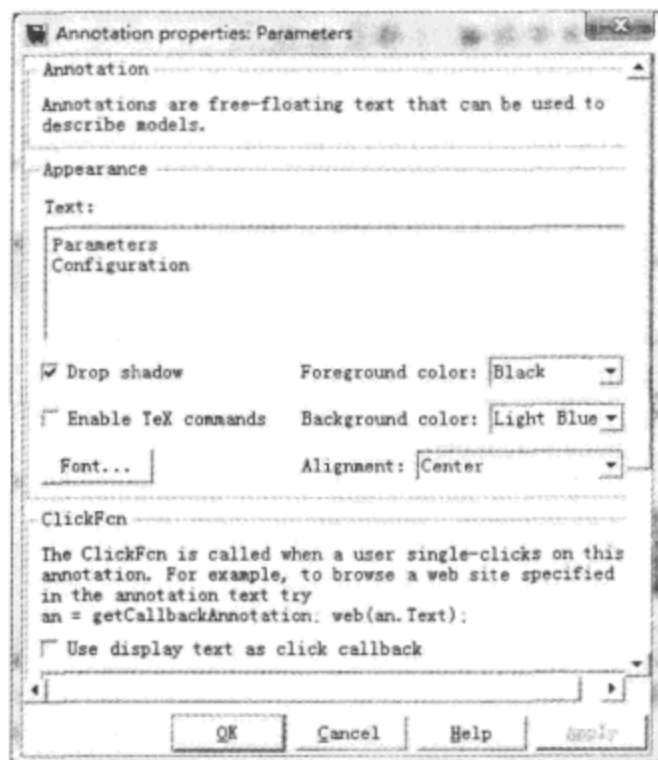 Annotation properties: Parameters
Annotation
Annotations are free-floating text that can be used to
describe models.
Appearance
Text:
Parameters
Configuration
Drop shadow
Foreground color: Black
Enable TeX commands
Background color: Light Blue
Font...
Alignment: Center
ClickFcn
The ClickFcn is called when a user single-clicks on this
annotation. For example, to browse a web site specified
in the annotation text try
an = getCallbackAnnotation; web(an.Text);
Use display text as click callback
OK Cancel Help Apply